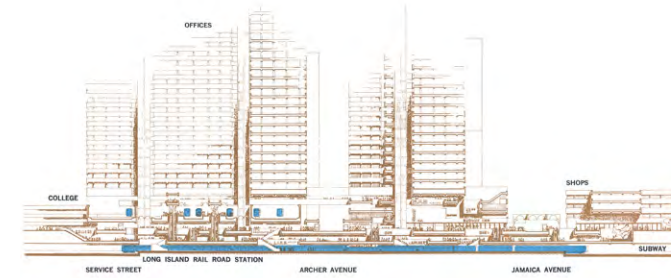 OFFICES
COLLEGE
SHOPS
SUBWAY
LONG ISLAND RAIL ROAD STATION
SERVICE STREET
ARCHER AVENUE
JAMAICA AVENUE